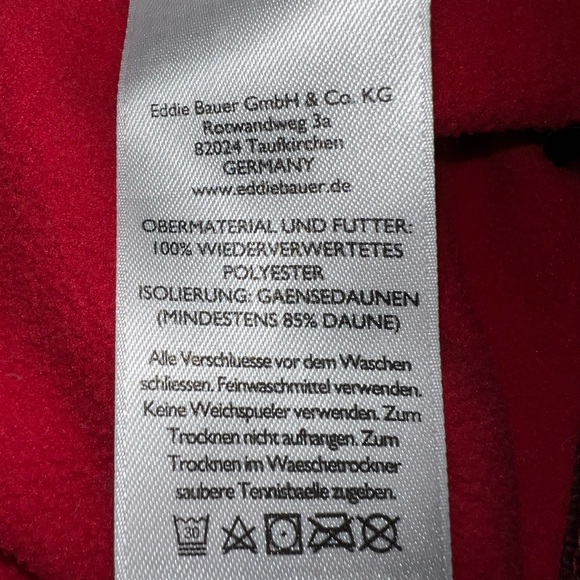 Eddie Bauer GmbH & Co. KG
Rotwandweg 3a
82024 Taufkirchen
GERMANY
www.eddiebauer.de
OBERMATERIAL UND FUTTER:
100% WIEDERVERWERTETES
POLYESTER
ISOLIERUNG: GAENSEDAUNEN
(MINDESTENS 85% DAUNE)
Alle Verschluesse vor dem Waschen
schliessen. Feinwaschmittel verwenden.
Keine Weichspueler verwenden. Zum
Trocknen nicht aufhangen. Zum
Trocknen im Waeschetrockner
saubere Tennisbaelle zugeben.
30